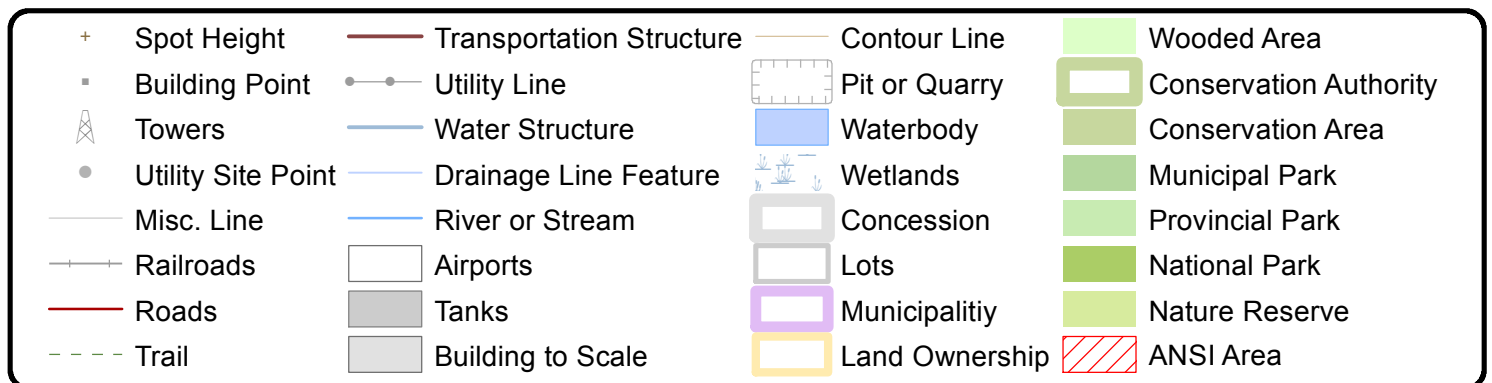 Spot Height
Transportation Structure
Contour Line
Wooded Area
Building Point
Utility Line
Pit or Quarry
Conservation Authority
Towers
Water Structure
Waterbody
Conservation Area
Utility Site Point
Drainage Line Feature
Wetlands
Municipal Park
Misc. Line
River or Stream
Concession
Provincial Park
Railroads
Airports
Lots
National Park
Roads
Tanks
Municipalitiy
Nature Reserve
Trail
Building to Scale
Land Ownership
ANSI Area